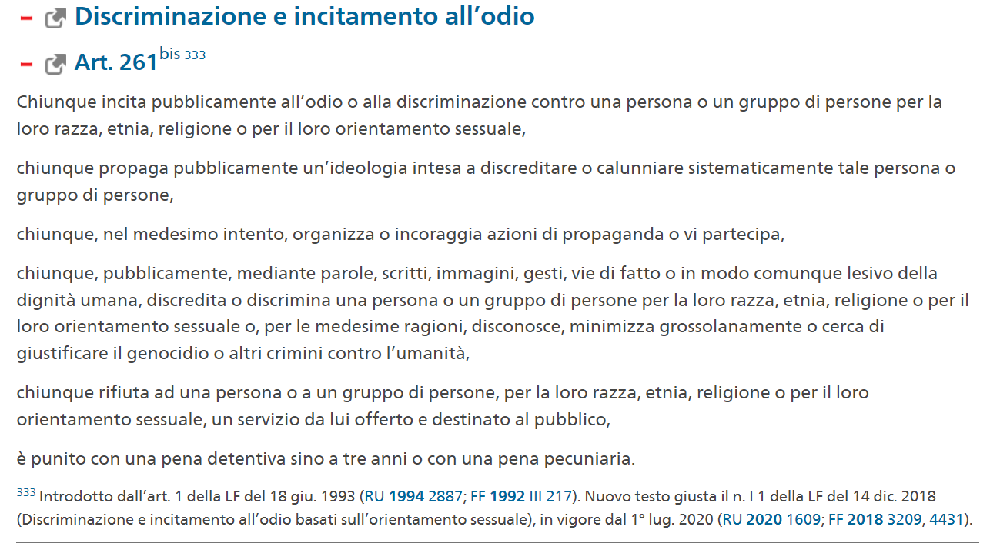 Discriminazione e incitamento all’odio
Art. 261bis 333
Chiunque incita pubblicamente all’odio o alla discriminazione contro una persona o un gruppo di persone per la
loro razza, etnia, religione o per il loro orientamento sessuale,
chiunque propaga pubblicamente un’ideologia intesa a discreditare o calunniare sistematicamente tale persona o
gruppo di persone,
chiunque, nel medesimo intento, organizza o incoraggia azioni di propaganda o vi partecipa,
chiunque, pubblicamente, mediante parole, scritti, immagini, gesti, vie di fatto o in modo comunque lesivo della
dignità umana, discredita o discrimina una persona o un gruppo di persone per la loro razza, etnia, religione o per il
loro orientamento sessuale o, per le medesime ragioni, disconosce, minimizza grossolanamente o cerca di
giustificare il genocidio o altri crimini contro l’umanità,
chiunque rifiuta ad una persona o a un gruppo di persone, per la loro razza, etnia, religione o per il loro
orientamento sessuale, un servizio da lui offerto e destinato al pubblico,
è punito con una pena detentiva sino a tre anni o con una pena pecuniaria.
333 Introdotto dall’art. 1 della LF del 18 giu. 1993 (RU 1994 2887; FF 1992 III 217). Nuovo testo giusta il n. I 1 della LF del 14 dic. 2018
(Discriminazione e incitamento all’odio basati sull’orientamento sessuale), in vigore dal 1° lug. 2020 (RU 2020 1609; FF 2018 3209, 4431).